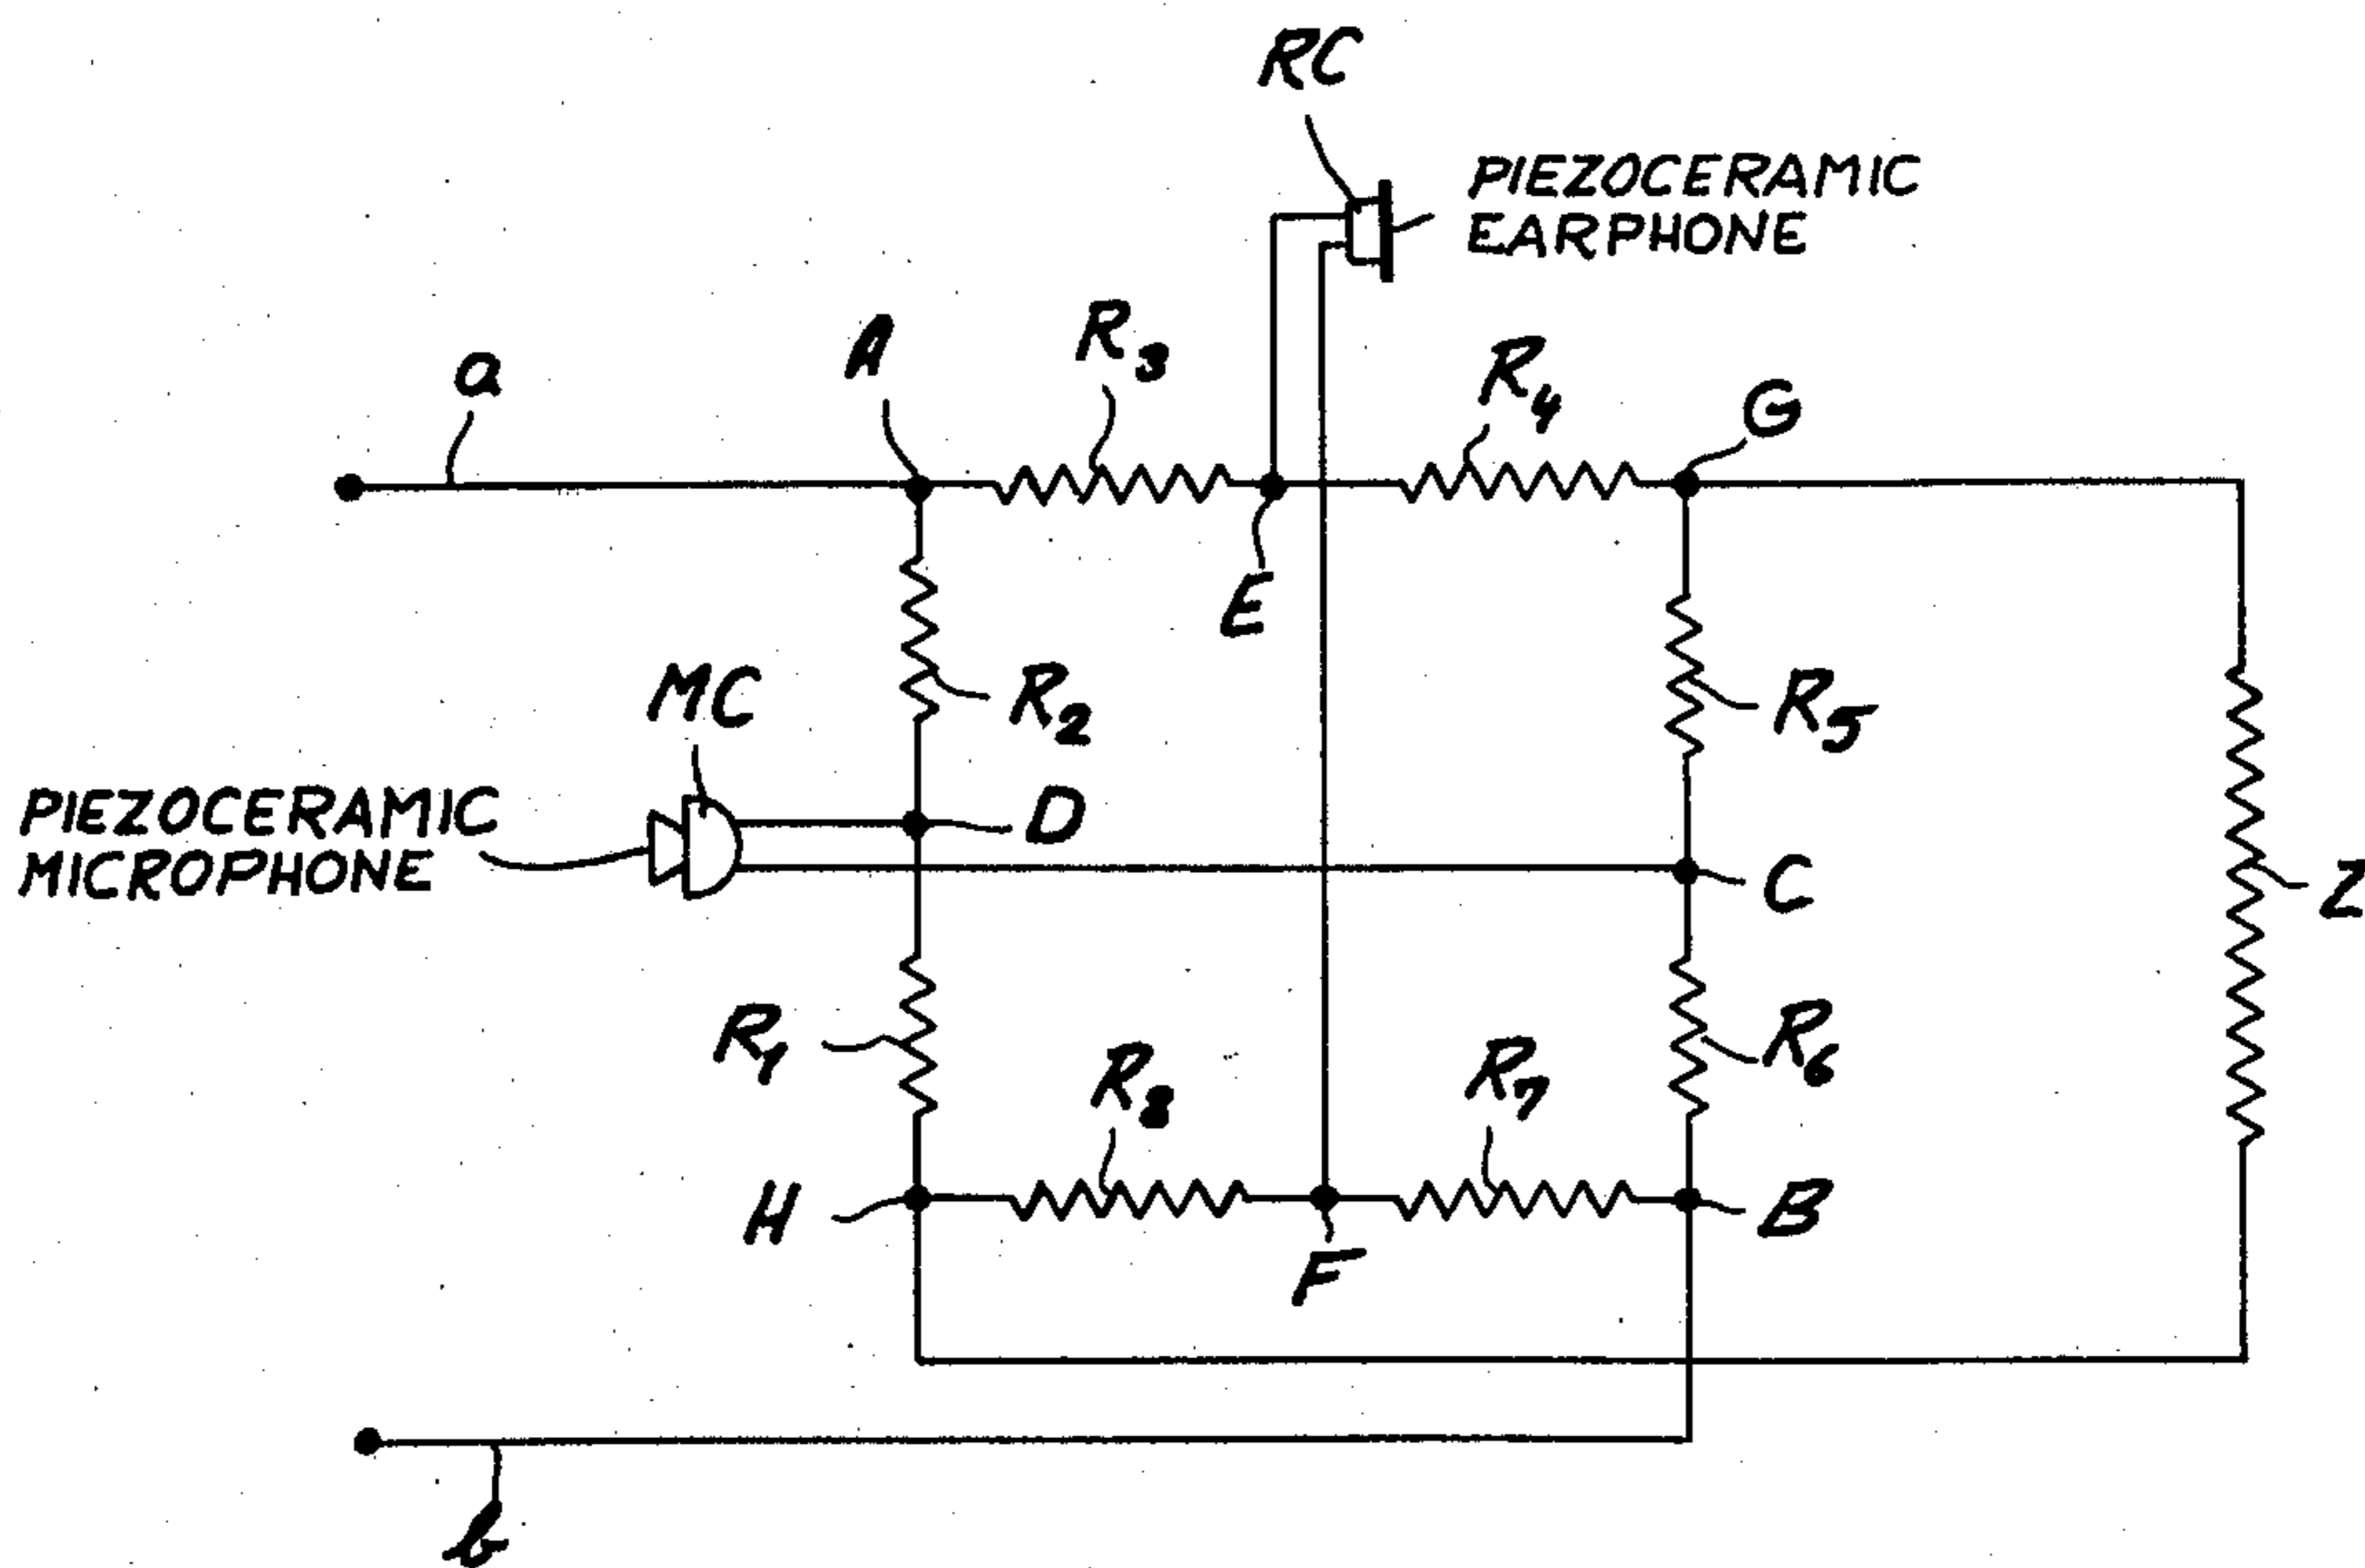 RC
PIEZOCERAMIC
EARPHONE
a
A
R3
R4
G
E
MC
R2
R5
PIEZOCERAMIC
MICROPHONE
D
C
Z
R1
R8
R7
R6
H
F
B
b